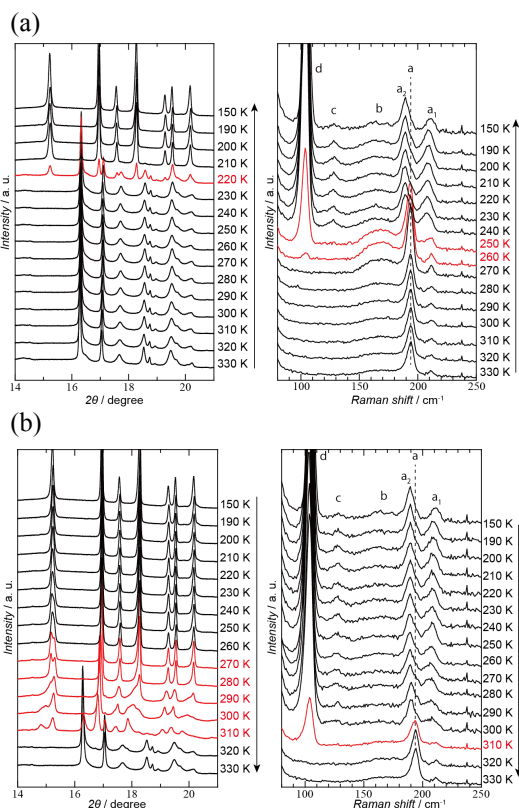 (a)
Intensity / a. u.
150 K
190 K
200 K
210 K
220 K
230 K
240 K
250 K
260 K
270 K
280 K
290 K
300 K
310 K
320 K
330 K
14 16 18 20
2θ / degree
Intensity / a. u.
d
c
b
a
a2
a1
150 K
190 K
200 K
210 K
220 K
230 K
240 K
250 K
260 K
270 K
280 K
290 K
300 K
310 K
320 K
330 K
100 150 200 250
Raman shift / cm-1
(b)
Intensity / a. u.
150 K
190 K
200 K
210 K
220 K
230 K
240 K
250 K
260 K
270 K
280 K
290 K
300 K
310 K
320 K
330 K
14 16 18 20
2θ / degree
Intensity / a. u.
d
c
b
a
a2
a1
150 K
190 K
200 K
210 K
220 K
230 K
240 K
250 K
260 K
270 K
280 K
290 K
300 K
310 K
320 K
330 K
100 150 200 250
Raman shift / cm-1